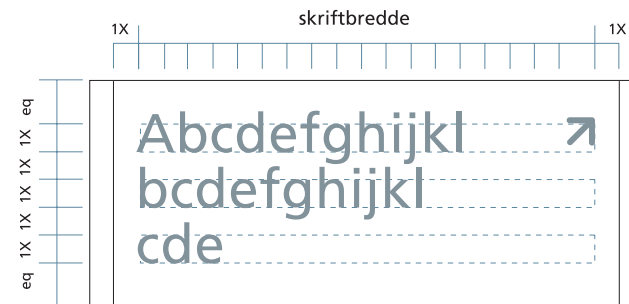 skriftbredde
1X 1X
Abcdefghijkl
bcdefghijkl
cde
eq
1X
1X
1X
1X
1X
eq